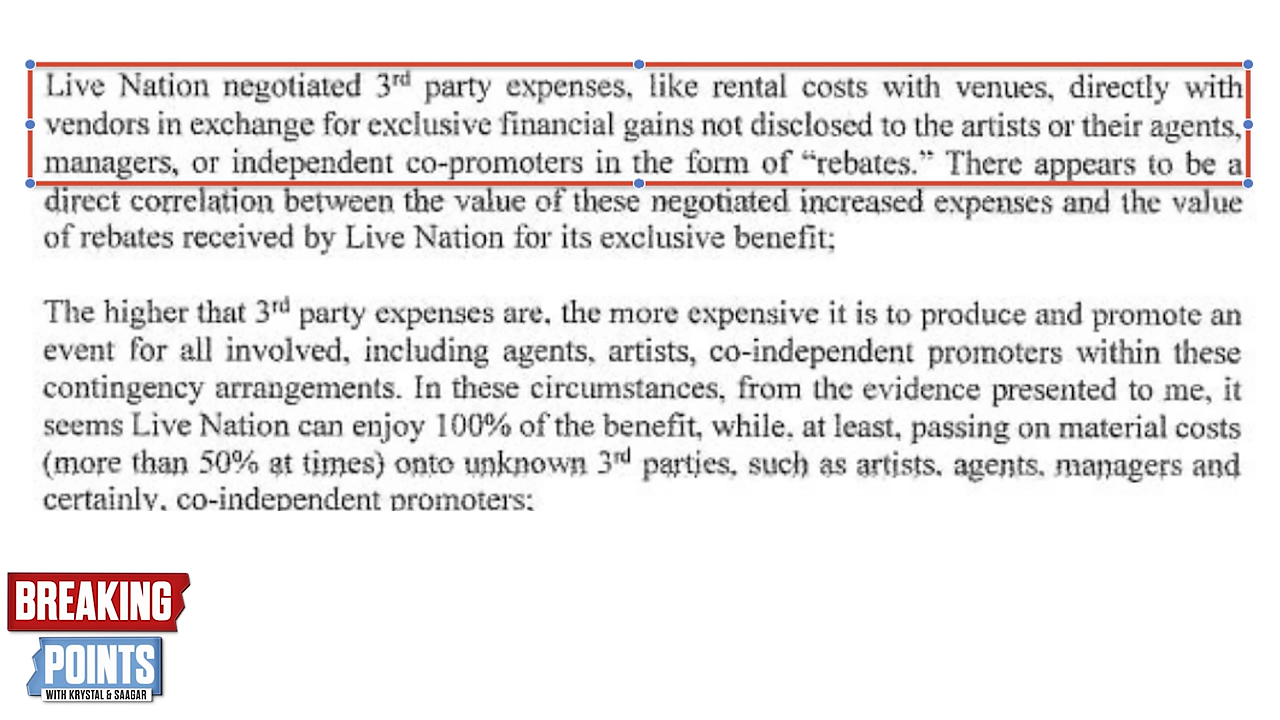 Live Nation negotiated 3rd party expenses, like rental costs with venues, directly with
vendors in exchange for exclusive financial gains not disclosed to the artists or their agents,
managers, or independent co-promoters in the form of “rebates.” There appears to be a
direct correlation between the value of these negotiated increased expenses and the value
of rebates received by Live Nation for its exclusive benefit;
The higher that 3rd party expenses are, the more expensive it is to produce and promote an
event for all involved, including agents, artists, co-independent promoters within these
contingency arrangements. In these circumstances, from the evidence presented to me, it
seems Live Nation can enjoy 100% of the benefit, while, at least, passing on material costs
(more than 50% at times) onto unknown 3rd parties, such as artists, agents, managers and
certainly, co-independent promoters;
BREAKING
POINTS
WITH KRYSTAL & SAAGAR